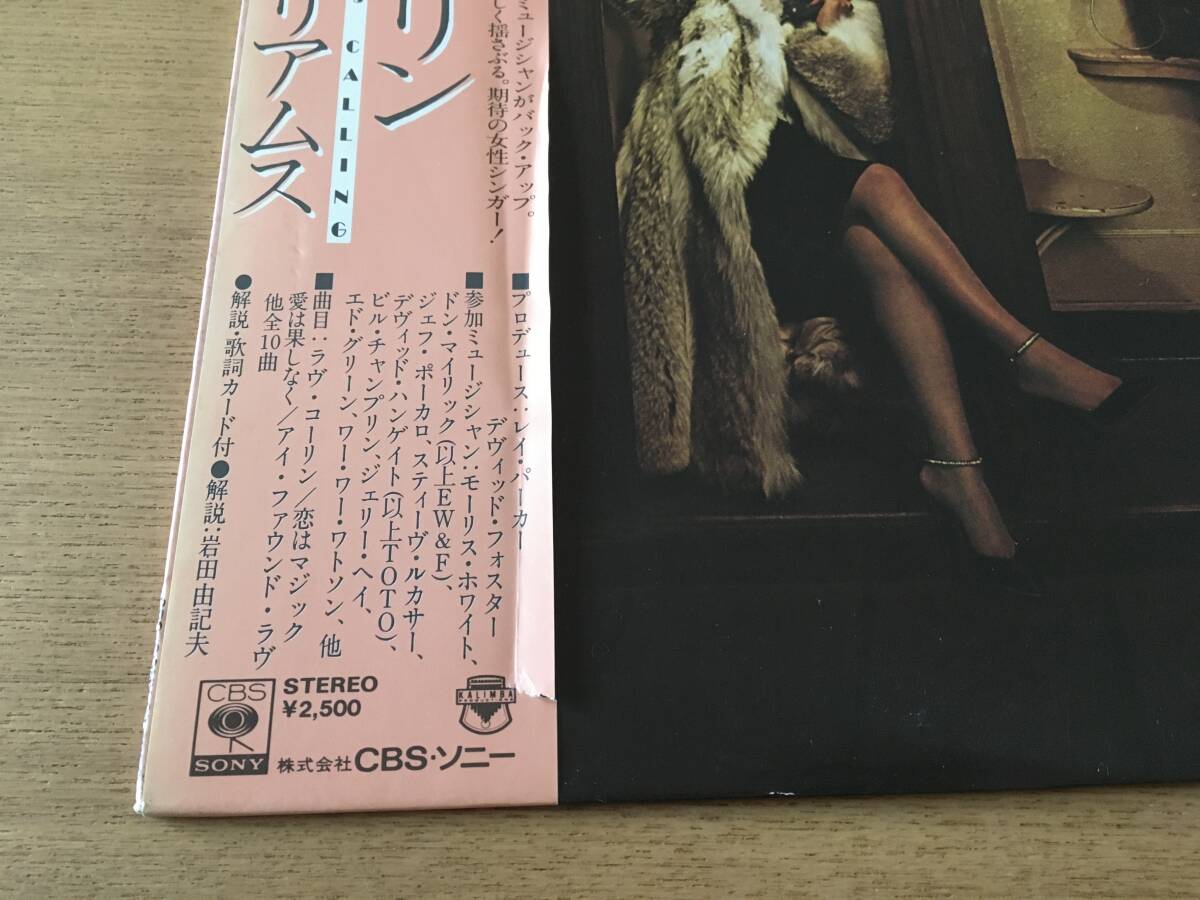 ミュージシャンがバック・アップ。
しく揺さぶる。期待の女性シンガー!
CALLING
リン
リアムス
■プロデュース:レイ・パーカー
デヴィッド・フォスター
■参加ミュージシャン:モーリス・ホワイト、
ドン・マイリック(以上EW&F)、
ジェフ・ポーカロ、スティーヴ・ルカサー、
デヴィッド・ハンゲイト(以上TOTO)、
ビル・チャンプリン、ジェリー・ヘイ、
エド・グリーン、ワー・ワー・ワトソン、他
■曲目:ラヴ・コーリン/恋はマジック
愛は果しなく/アイ・ファウンド・ラヴ
他全10曲
●解説・歌詞カード付 ●解説:岩田由記夫
CBS
SONY
STEREO
¥2,500
KALIMBA
PRODUCTIONS
株式会社CBS・ソニー